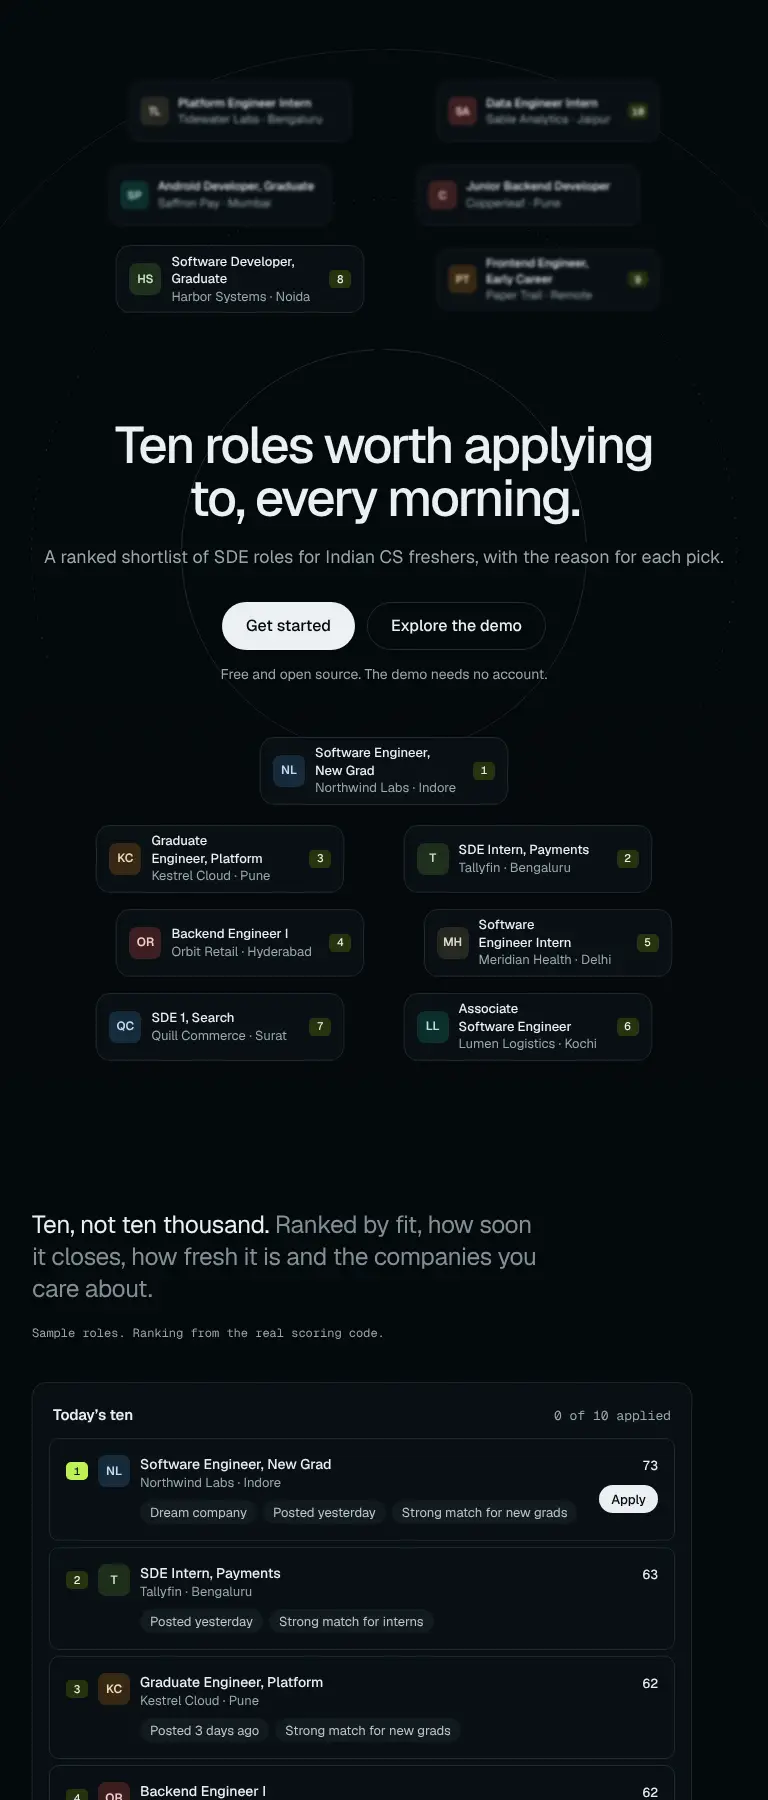 TL
Platform Engineer Intern
Tidewater Labs · Bengaluru
SA
Data Engineer Intern
Sable Analytics · Jaipur
10
SP
Android Developer, Graduate
Saffron Pay · Mumbai
C
Junior Backend Developer
Copperleaf · Pune
HS
Software Developer,
Graduate
Harbor Systems · Noida
8
PT
Frontend Engineer,
Early Career
Paper Trail · Remote
9
Ten roles worth applying
to, every morning.
A ranked shortlist of SDE roles for Indian CS freshers, with the reason for each pick.
Get started
Explore the demo
Free and open source. The demo needs no account.
NL
Software Engineer,
New Grad
Northwind Labs · Indore
1
KC
Graduate
Engineer, Platform
Kestrel Cloud · Pune
3
T
SDE Intern, Payments
Tallyfin · Bengaluru
2
OR
Backend Engineer I
Orbit Retail · Hyderabad
4
MH
Software
Engineer Intern
Meridian Health · Delhi
5
QC
SDE 1, Search
Quill Commerce · Surat
7
LL
Associate
Software Engineer
Lumen Logistics · Kochi
6
Ten, not ten thousand. Ranked by fit, how soon
it closes, how fresh it is and the companies you
care about.
Sample roles. Ranking from the real scoring code.
Today’s ten
0 of 10 applied
1
NL
Software Engineer, New Grad
73
Northwind Labs · Indore
Dream company
Posted yesterday
Strong match for new grads
Apply
2
T
SDE Intern, Payments
63
Tallyfin · Bengaluru
Posted yesterday
Strong match for interns
3
KC
Graduate Engineer, Platform
62
Kestrel Cloud · Pune
Posted 3 days ago
Strong match for new grads
4
OR
Backend Engineer I
62